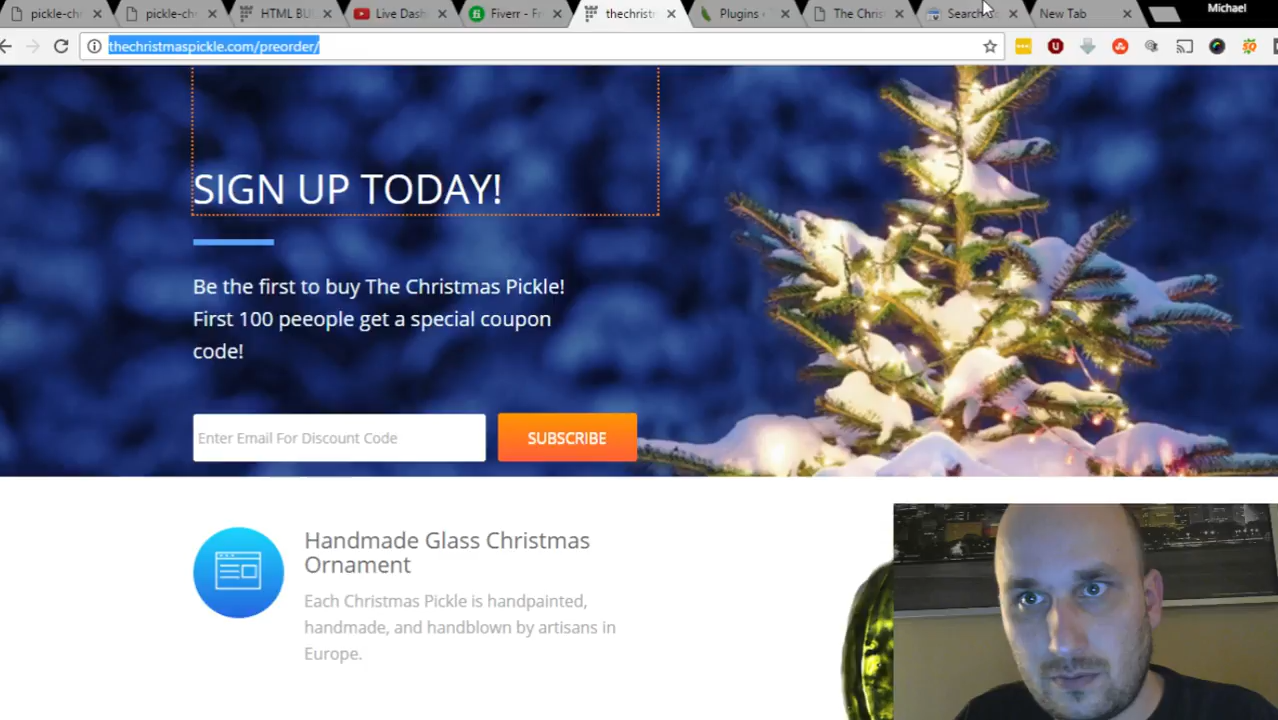 Michael
pickle-ch
pickle-ch
HTML BUI
Live Dash
Fiverr - Fr
thechristm
Plugins ‹ T
The Chris
Search
New Tab
thechristmaspickle.com/preorder/
SIGN UP TODAY!
Be the first to buy The Christmas Pickle!
First 100 peeople get a special coupon
code!
Enter Email For Discount Code
SUBSCRIBE
Handmade Glass Christmas
Ornament
Each Christmas Pickle is handpainted,
handmade, and handblown by artisans in
Europe.